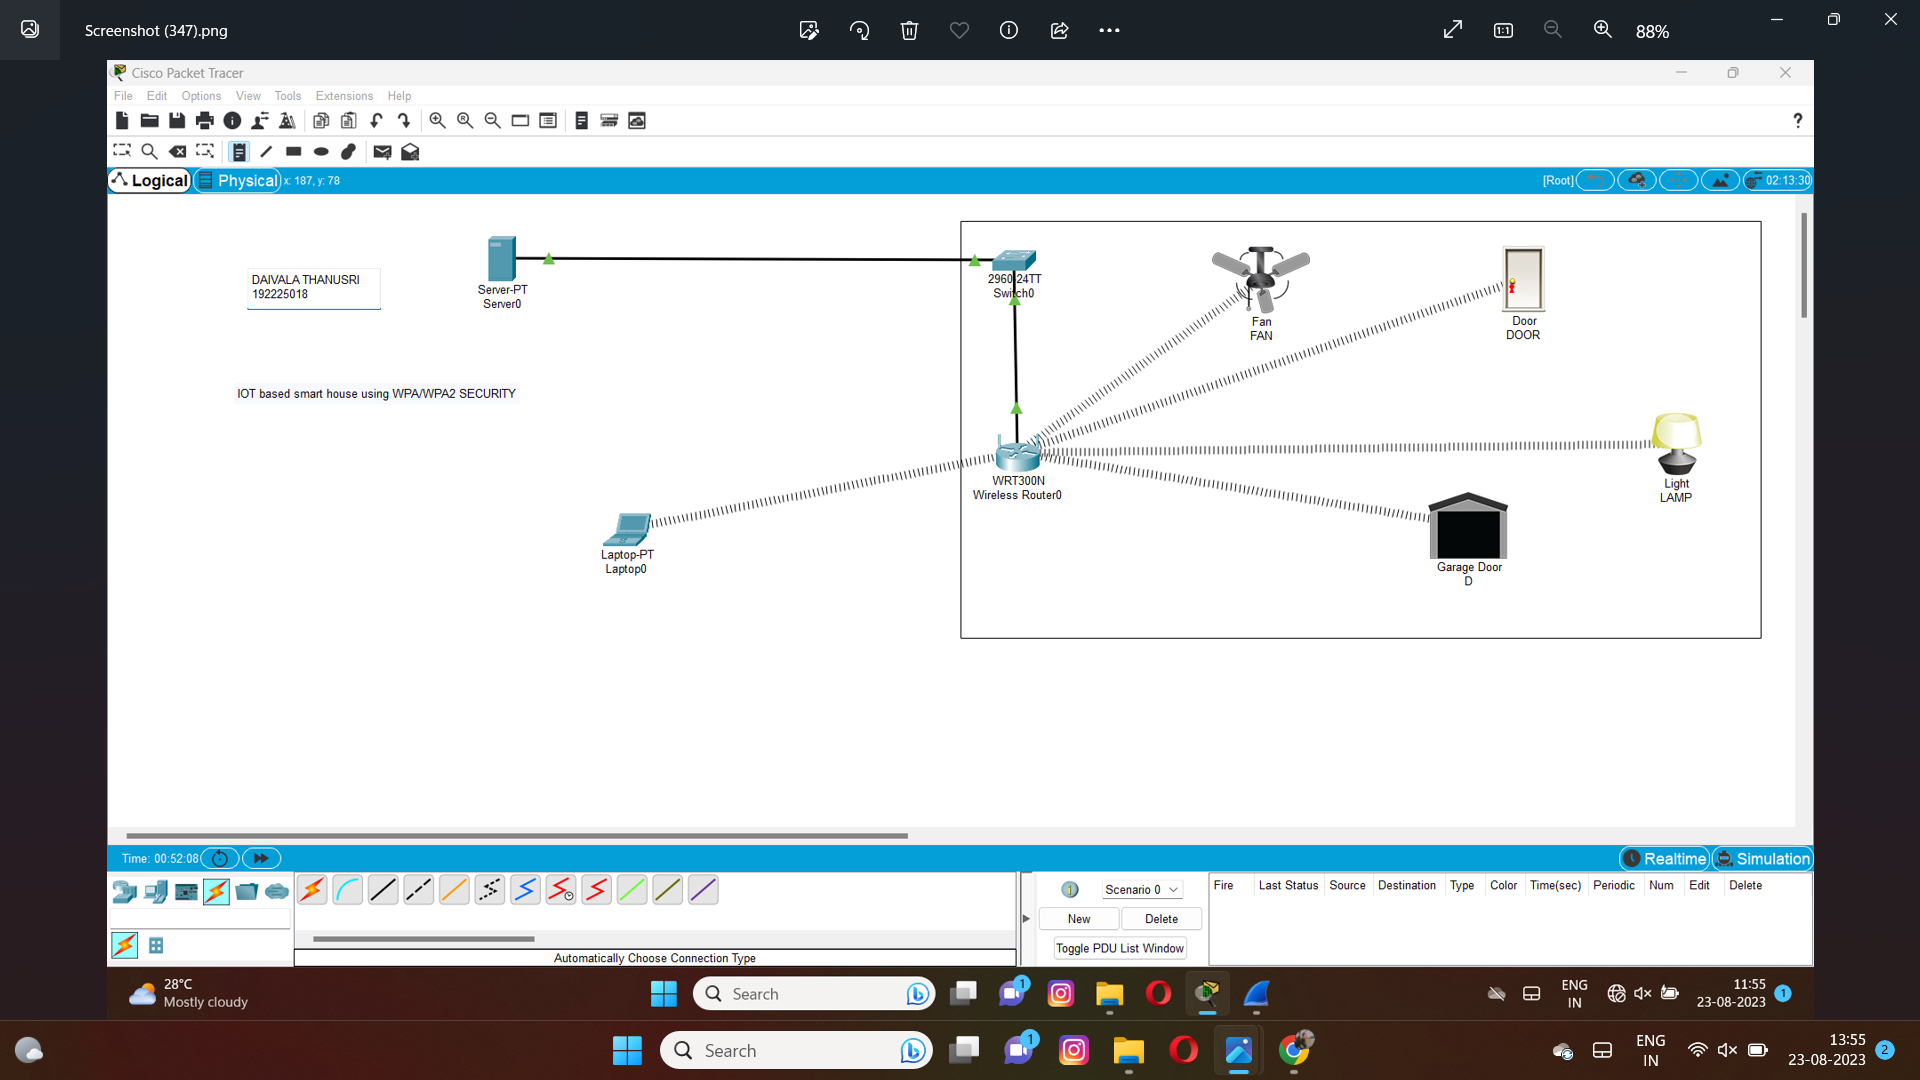 Screenshot (347).png
88%
Cisco Packet Tracer
File Edit Options View Tools Extensions Help
?
Logical Physical x: 187, y: 78 [Root] 02:13:30
DAIVALA THANUSRI
192225018
Server-PT
Server0
2960-24TT
Switch0
Fan
FAN
Door
DOOR
IOT based smart house using WPA/WPA2 SECURITY
WRT300N
Wireless Router0
Light
LAMP
Laptop-PT
Laptop0
Garage Door
D
Time: 00:52:08 Realtime Simulation
Scenario 0
New Delete
Toggle PDU List Window
Fire Last Status Source Destination Type Color Time(sec) Periodic Num Edit Delete
Automatically Choose Connection Type
28°C
Mostly cloudy
Search
1
ENG
IN
11:55
23-08-2023
1
Search
1
ENG
IN
13:55
23-08-2023
2